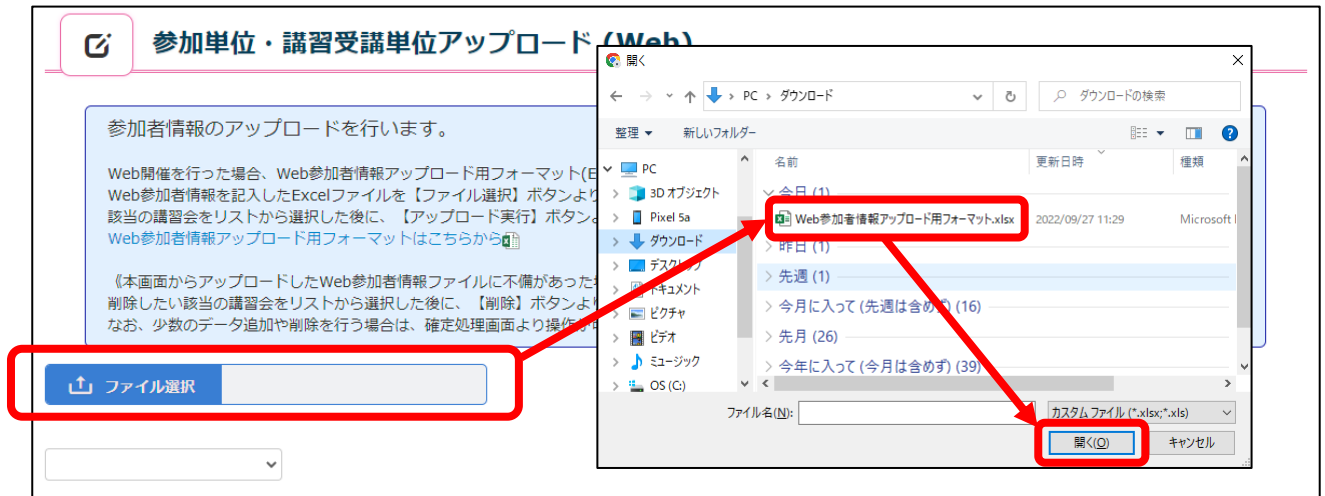 参加単位・講習受講単位アップロード (Web)
参加者情報のアップロードを行います。
Web開催を行った場合、Web参加者情報アップロード用フォーマット(E
Web参加者情報を記入したExcelファイルを【ファイル選択】ボタンより
該当の講習会をリストから選択した後に、【アップロード実行】ボタン
Web参加者情報アップロード用フォーマットはこちらから
《本画面からアップロードしたWeb参加者情報ファイルに不備があった
削除したい該当の講習会をリストから選択した後に、【削除】ボタンより
なお、少数のデータ追加や削除を行う場合は、確定処理画面より操作が
ファイル選択
開く
PC > ダウンロード
ダウンロードの検索
整理 新しいフォルダー
名前 更新日時 種類
PC
3D オブジェクト
Pixel 5a
ダウンロード
デスクトップ
ドキュメント
ピクチャ
ビデオ
ミュージック
OS (C:)
今日 (1)
Web参加者情報アップロード用フォーマット.xlsx 2022/09/27 11:29 Microsoft
昨日 (1)
先週 (1)
今月に入って (先週は含めず) (16)
先月 (26)
今年に入って (今月は含めず) (39)
ファイル名(N):
カスタム ファイル (*.xlsx;*.xls)
開く(O) キャンセル